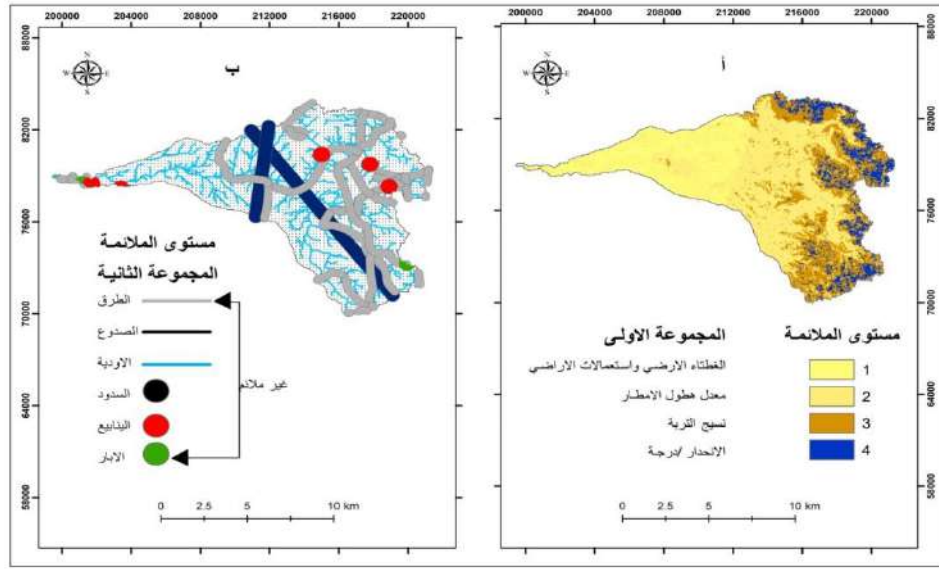 200000 204000 208000 212000 216000 220000
88000
82000
76000
70000
64000
58000
N
W E
S
ب
مستوى الملائمة
المجموعة الثانية
الطرق
الصدوع
الاودية
السدود
الينابيع
الابار
غير ملائم
0 2.5 5 10 km
200000 204000 208000 212000 216000 220000
88000
82000
76000
70000
64000
58000
N
W E
S
أ
المجموعة الاولى
الغطتاء الارضي واستعمالات الاراضي
معدل هطول الامطار
نسيج التربة
الانحدار /درجة
مستوى الملائمة
1
2
3
4
0 2.5 5 10 km